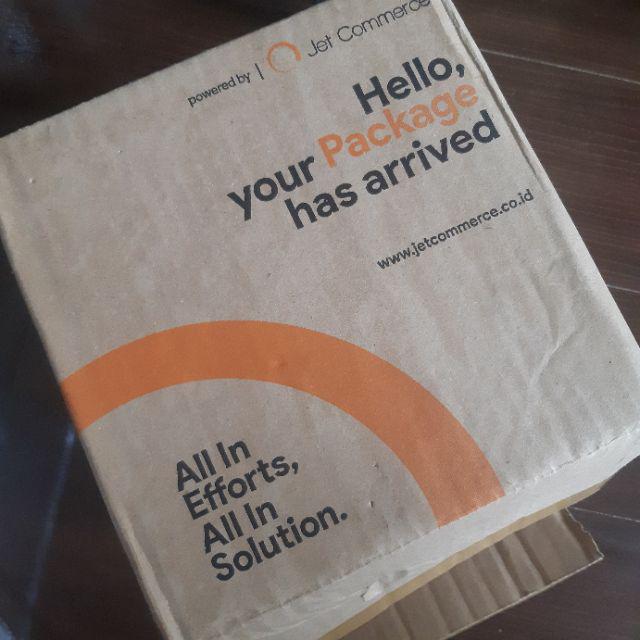 powered by | Jet Commerce
Hello,
your Package
has arrived
www.jetcommerce.co.id
All In
Efforts,
All In
Solution.